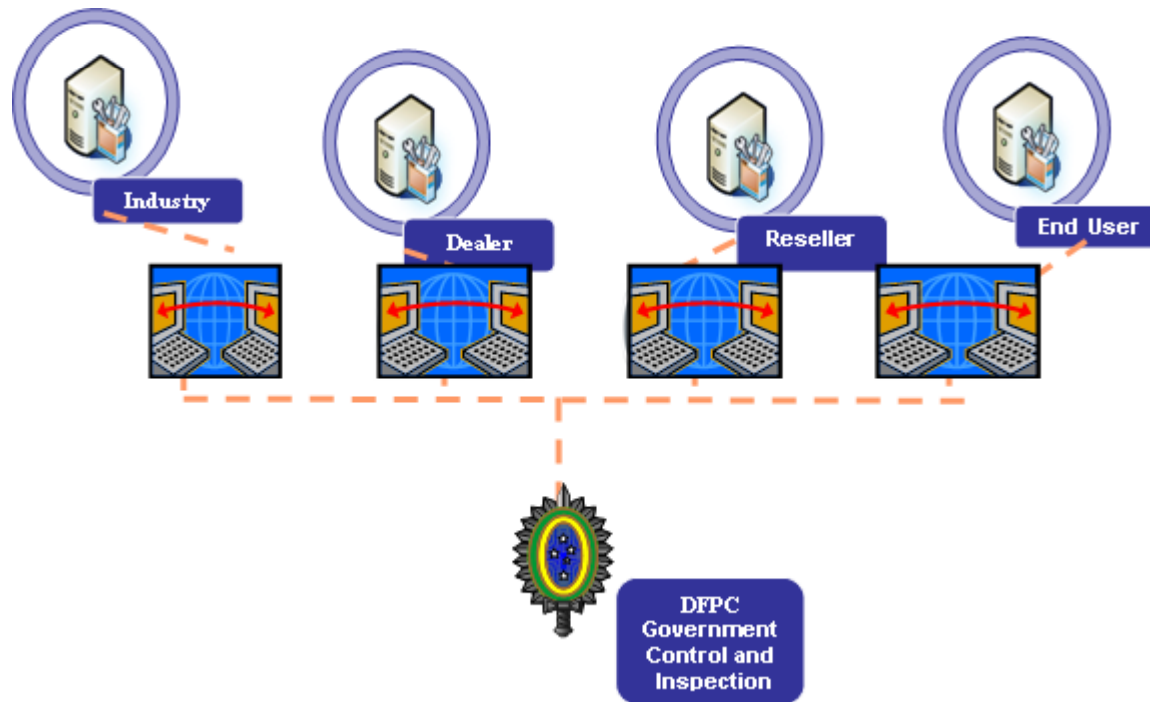 Industry
Dealer
Reseller
End User
DFPC
Government
Control and
Inspection